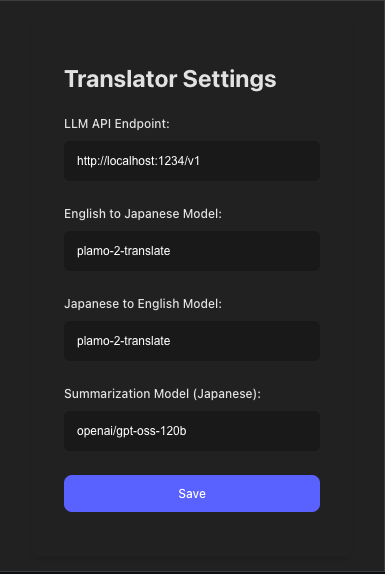 Translator Settings
LLM API Endpoint:
http://localhost:1234/v1
English to Japanese Model:
plamo-2-translate
Japanese to English Model:
plamo-2-translate
Summarization Model (Japanese):
openai/gpt-oss-120b
Save